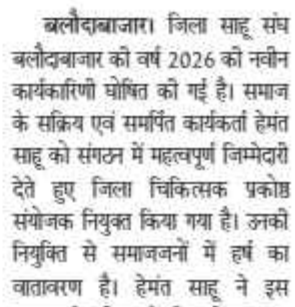 बलौदाबाजार। जिला साहू संघ
बलौदाबाजार की वर्ष 2026 की नवीन
कार्यकारिणी घोषित की गई है। समाज
के सक्रिय एवं समर्पित कार्यकर्ता हेमंत
साहू को संगठन में महत्वपूर्ण जिम्मेदारी
देते हुए जिला चिकित्सक प्रकोष्ठ
संयोजक नियुक्त किया गया है। उनकी
नियुक्ति से समाजजनों में हर्ष का
वातावरण है। हेमंत साहू ने इस